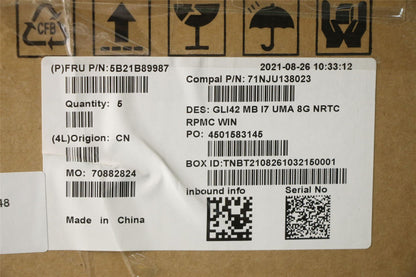 CFB
(P)FRU P/N: 5B21B89987
2021-08-26 10:33:12
Compal P/N: 71NJU138023
Quantity: 5
DES: GLI42 MB I7 UMA 8G NRTC
RPMC WIN
(4L)Origion: CN
PO: 4501583145
BOX ID:TNBT2108261032150001
MO: 70882824
inbound info
Serial No
Made in China
48